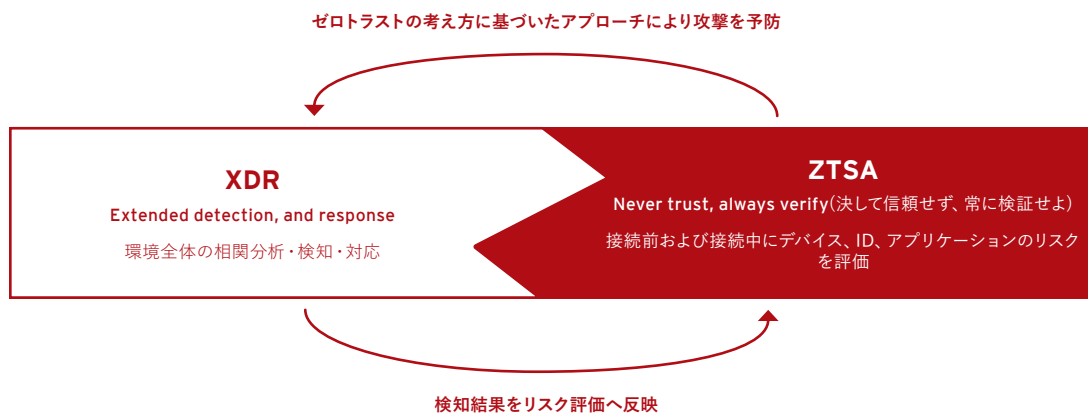 ゼロトラストの考え方に基づいたアプローチにより攻撃を予防
XDR
Extended detection, and response
環境全体の相関分析・検知・対応
ZTSA
Never trust, always verify(決して信頼せず、常に検証せよ)
接続前および接続中にデバイス、ID、アプリケーションのリスク
を評価
検知結果をリスク評価へ反映